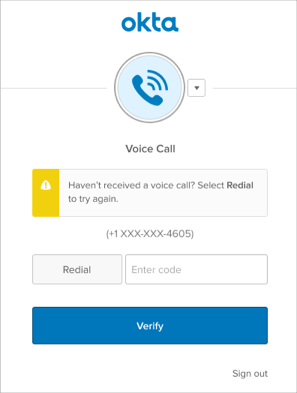 okta
Voice Call
Haven't received a voice call? Select Redial
to try again.
(+1 XXX-XXX-4605)
Redial
Enter code
Verify
Sign out